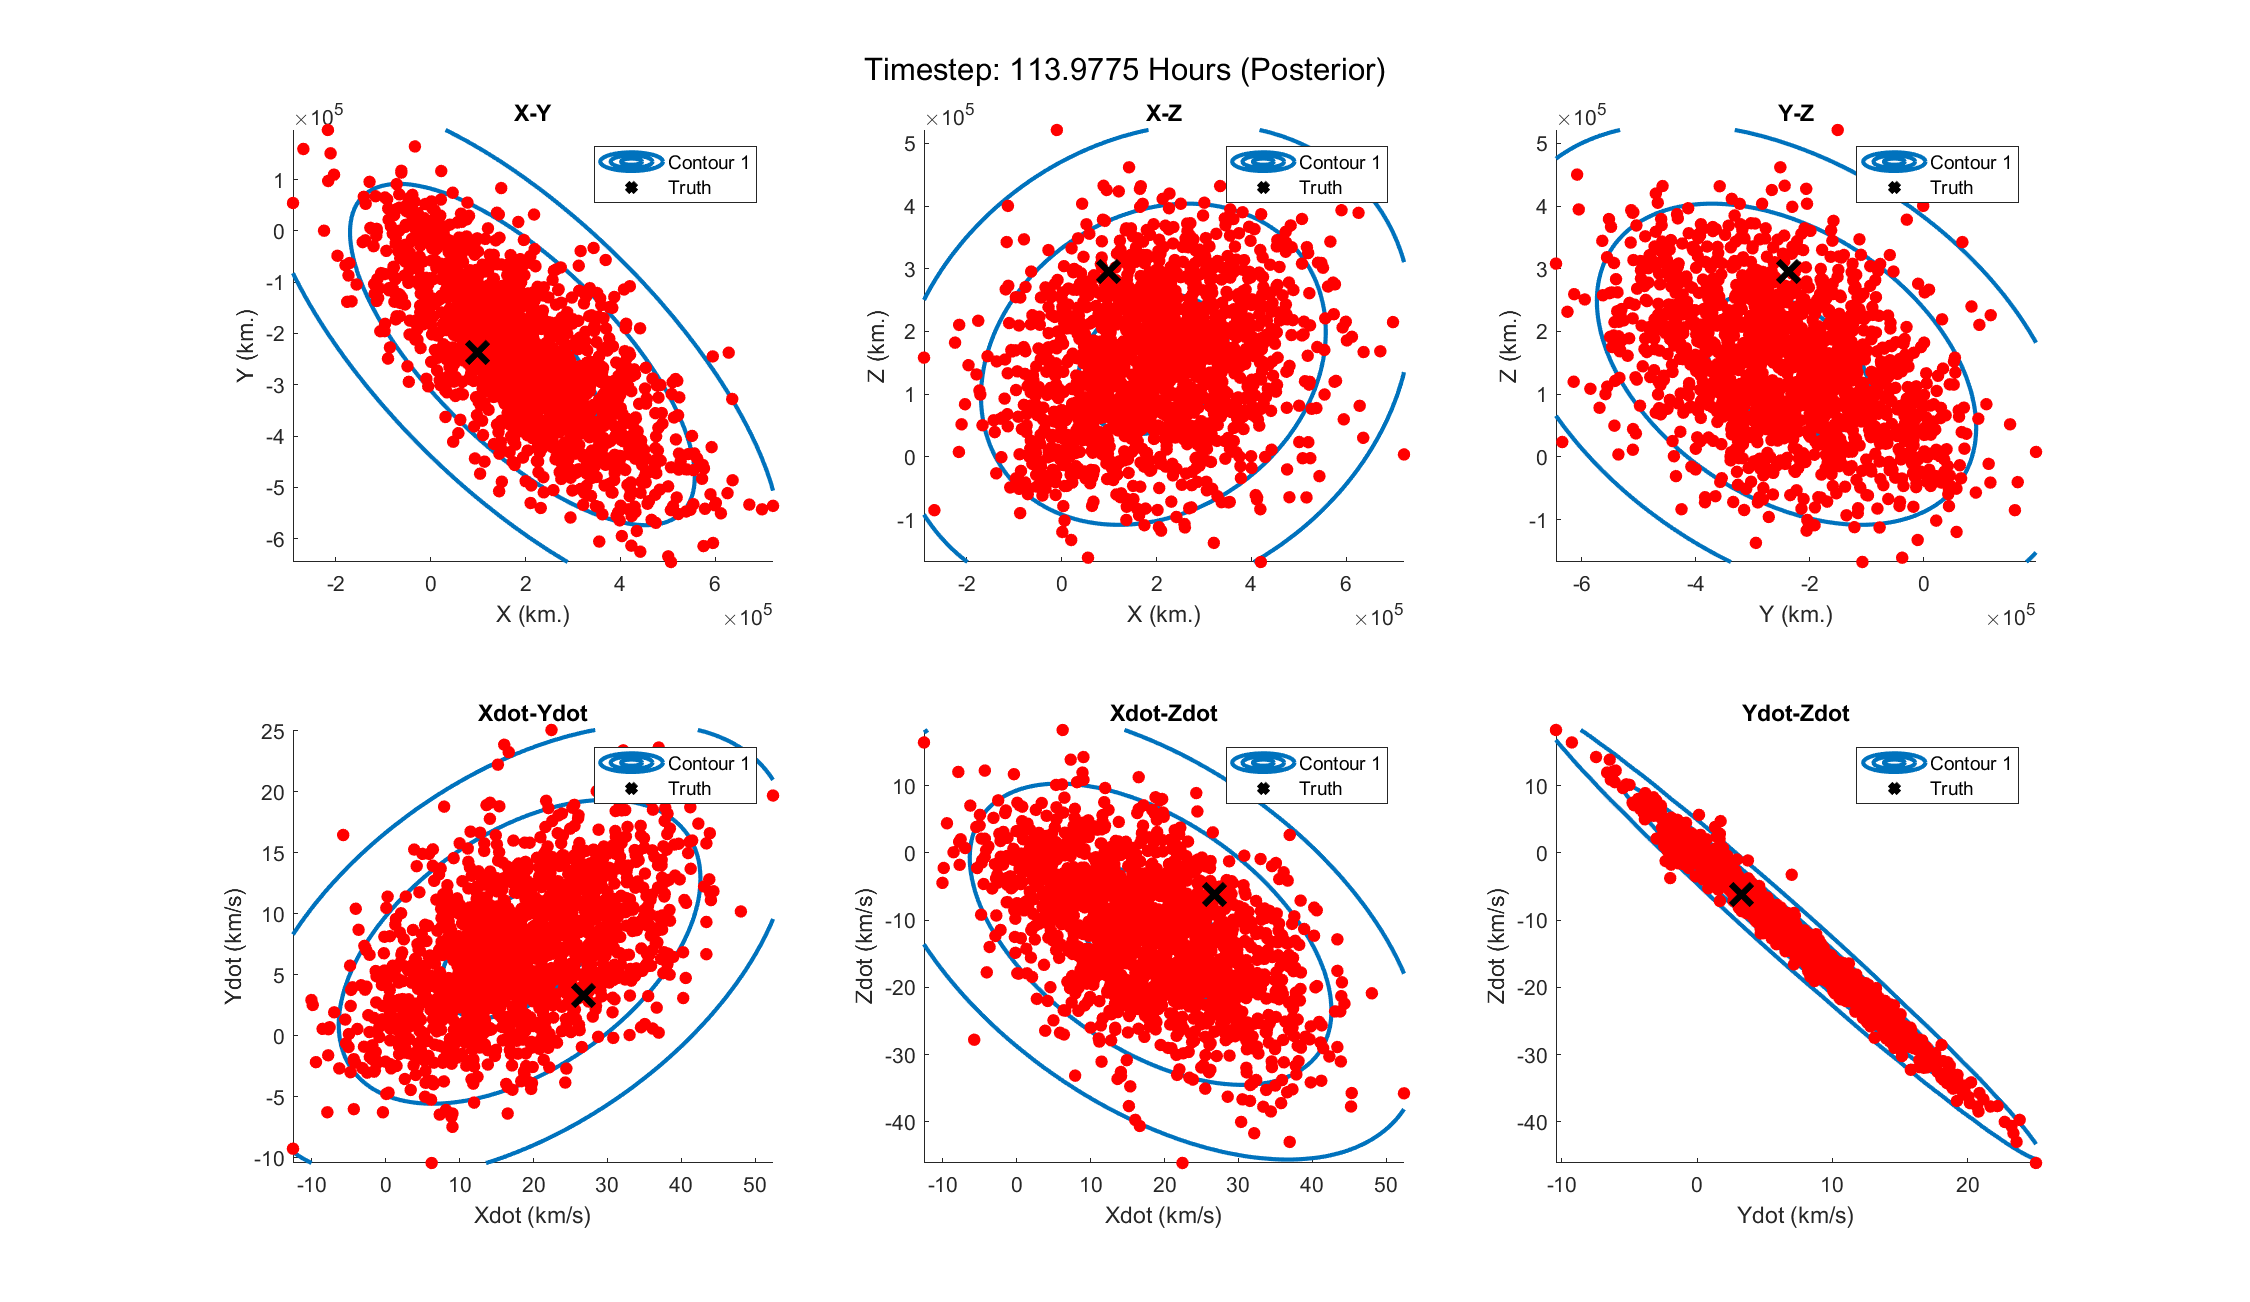 Timestep: 113.9775 Hours (Posterior)
X-Y
×10^5
1
0
-1
-2
-3
-4
-5
-6
Y (km.)
-2 0 2 4 6
X (km.)
×10^5
Contour 1
Truth
X-Z
×10^5
5
4
3
2
1
0
-1
Z (km.)
-2 0 2 4 6
X (km.)
×10^5
Contour 1
Truth
Y-Z
×10^5
5
4
3
2
1
0
-1
Z (km.)
-6 -4 -2 0
Y (km.)
×10^5
Contour 1
Truth
Xdot-Ydot
25
20
15
10
5
0
-5
-10
Ydot (km/s)
-10 0 10 20 30 40 50
Xdot (km/s)
Contour 1
Truth
Xdot-Zdot
10
0
-10
-20
-30
-40
Zdot (km/s)
-10 0 10 20 30 40 50
Xdot (km/s)
Contour 1
Truth
Ydot-Zdot
10
0
-10
-20
-30
-40
Zdot (km/s)
-10 0 10 20
Ydot (km/s)
Contour 1
Truth